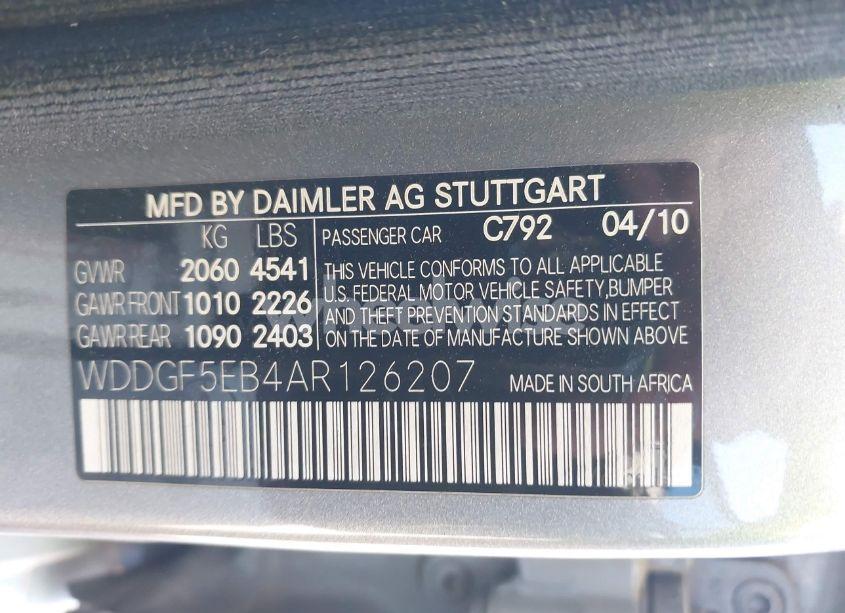 MFD BY DAIMLER AG STUTTGART
KG LBS
PASSENGER CAR C792 04/10
GVWR 2060 4541
GAWR FRONT 1010 2226
GAWR REAR 1090 2403
THIS VEHICLE CONFORMS TO ALL APPLICABLE
U.S. FEDERAL MOTOR VEHICLE SAFETY,BUMPER
AND THEFT PREVENTION STANDARDS IN EFFECT
ON THE DATE OF MANUFACTURE SHOWN ABOVE
WDDGF5EB4AR126207
MADE IN SOUTH AFRICA